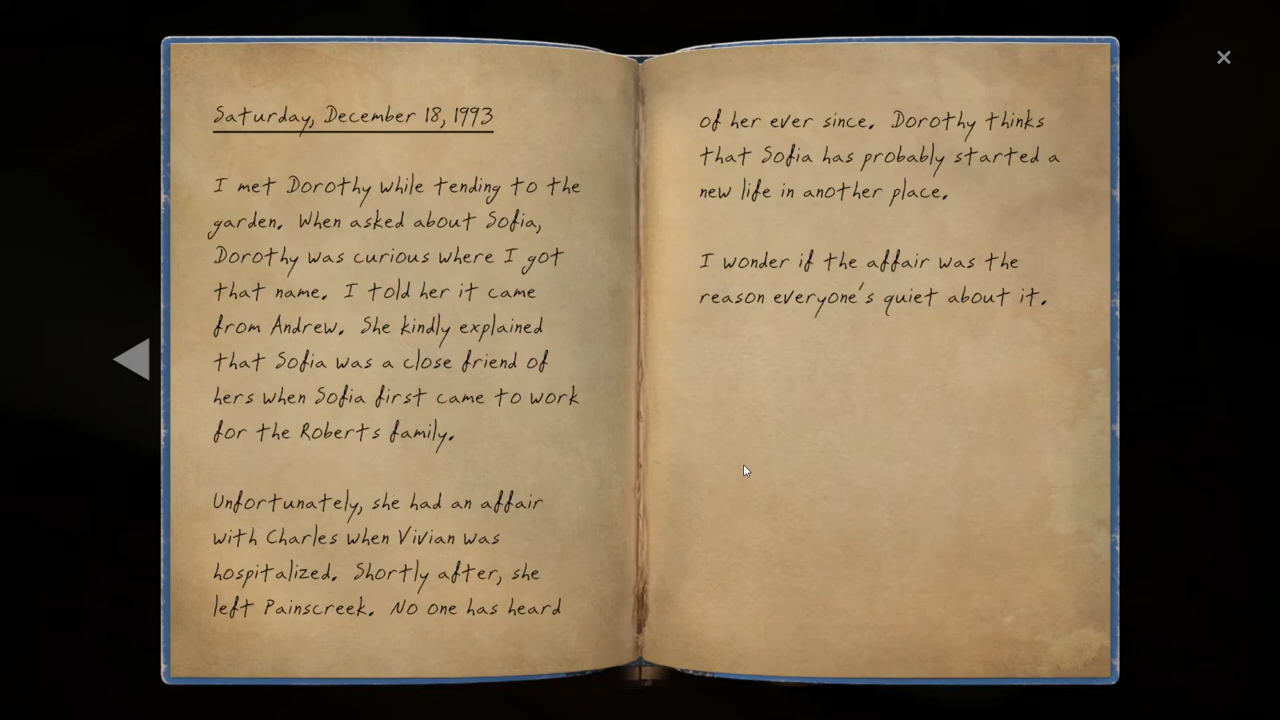 Saturday, December 18, 1993
I met Dorothy while tending to the
garden. When asked about Sofia,
Dorothy was curious where I got
that name. I told her it came
from Andrew. She kindly explained
that Sofia was a close friend of
hers when Sofia first came to work
for the Roberts family.
Unfortunately, she had an affair
with Charles when Vivian was
hospitalized. Shortly after, she
left Painscreek. No one has heard
of her ever since. Dorothy thinks
that Sofia has probably started a
new life in another place.
I wonder if the affair was the
reason everyone's quiet about it.